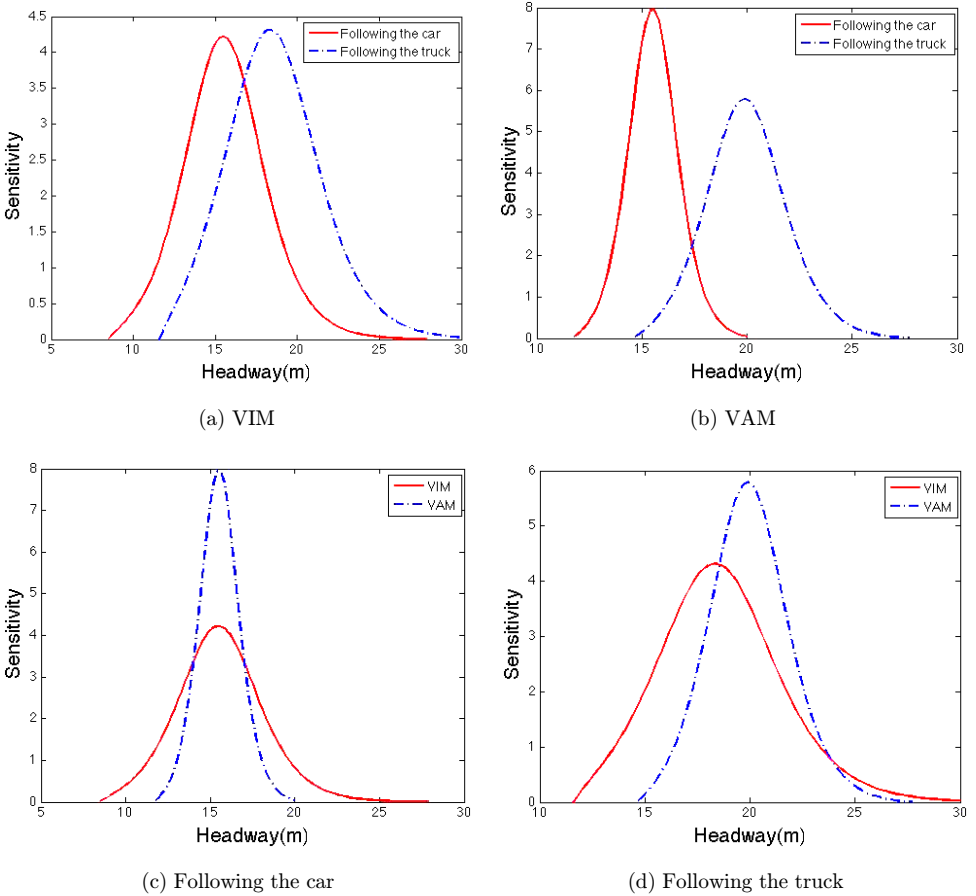 4.5
4
3.5
3
2.5
2
1.5
1
0.5
0
5
10
15
20
25
30
Sensitivity
Headway(m)
Following the car
Following the truck
(a) VIM
8
7
6
5
4
3
2
1
0
10
15
20
25
30
Sensitivity
Headway(m)
Following the car
Following the truck
(b) VAM
8
7
6
5
4
3
2
1
0
5
10
15
20
25
30
Sensitivity
Headway(m)
VIM
VAM
(c) Following the car
6
5
4
3
2
1
0
10
15
20
25
30
Sensitivity
Headway(m)
VIM
VAM
(d) Following the truck